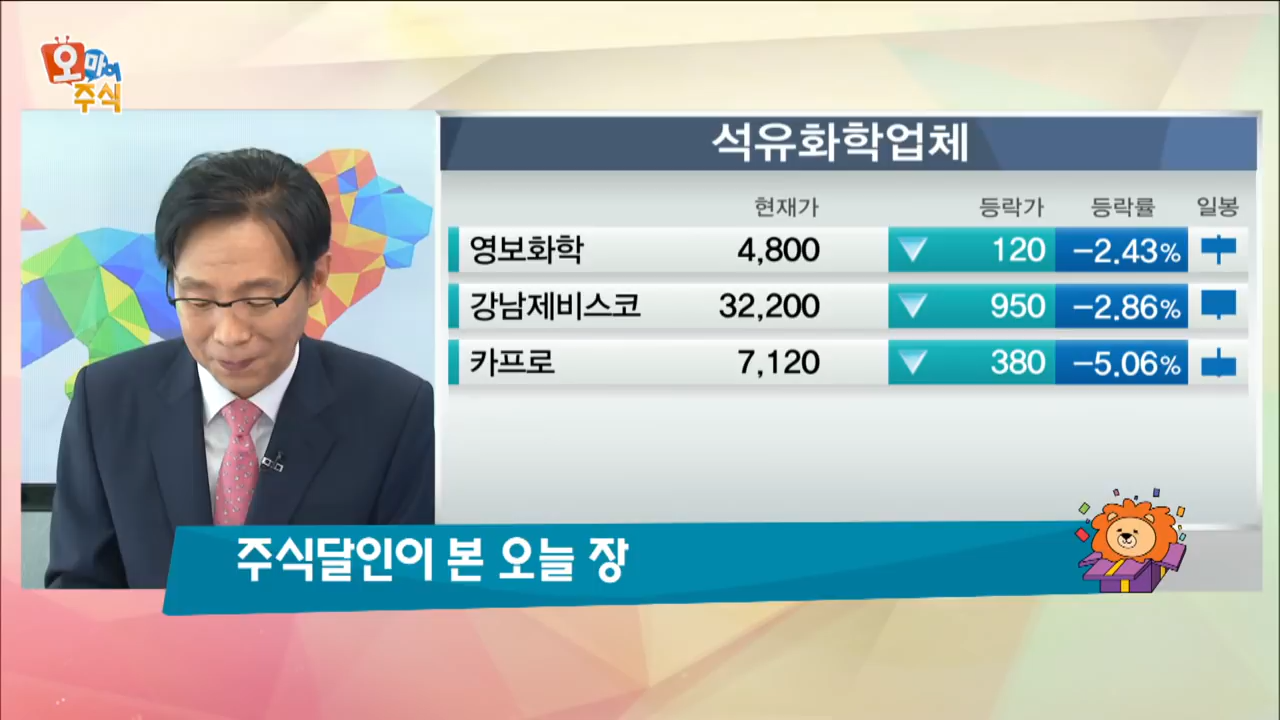 오마이
주식
석유화학업체
현재가 등락가 등락률 일봉
영보화학 4,800 ▼ 120 -2.43%
강남제비스코 32,200 ▼ 950 -2.86%
카프로 7,120 ▼ 380 -5.06%
주식달인이 본 오늘 장